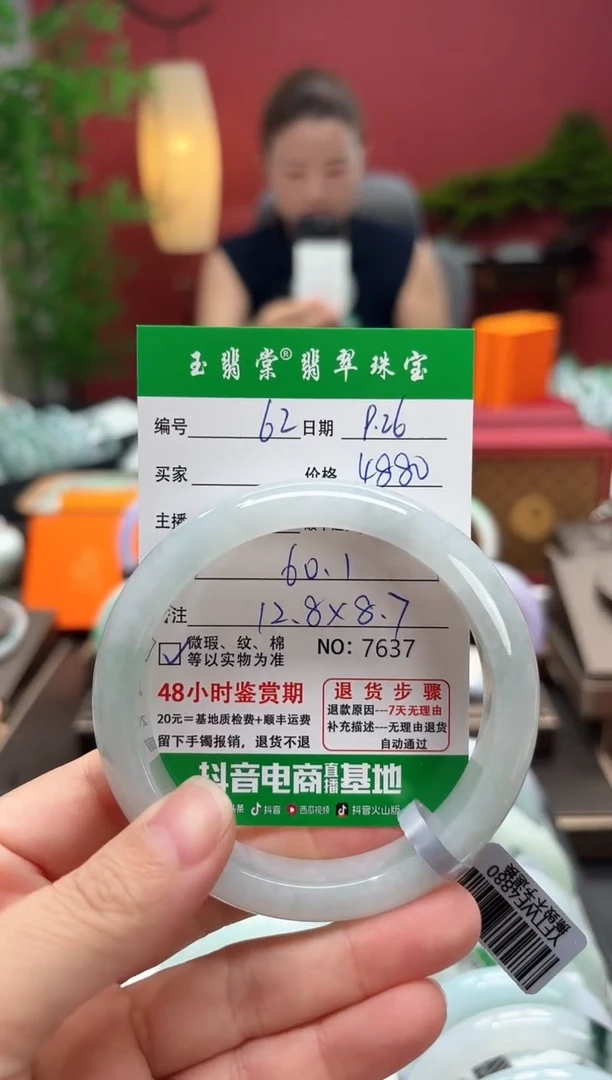 玉翡棠®翡翠珠宝
编号 62 日期 9.26
买家 价格 4880
主播
60.1
注 12.8×8.7
微瑕、纹、棉
等以实物为准
NO: 7637
48小时鉴赏期
20元=基地质检费+顺丰运费
留下手镯报销，退货不退
退货步骤
退款原因---7天无理由
补充描述---无理由退货
自动通过
抖音电商直播基地
抖音 西瓜视频 抖音火山版